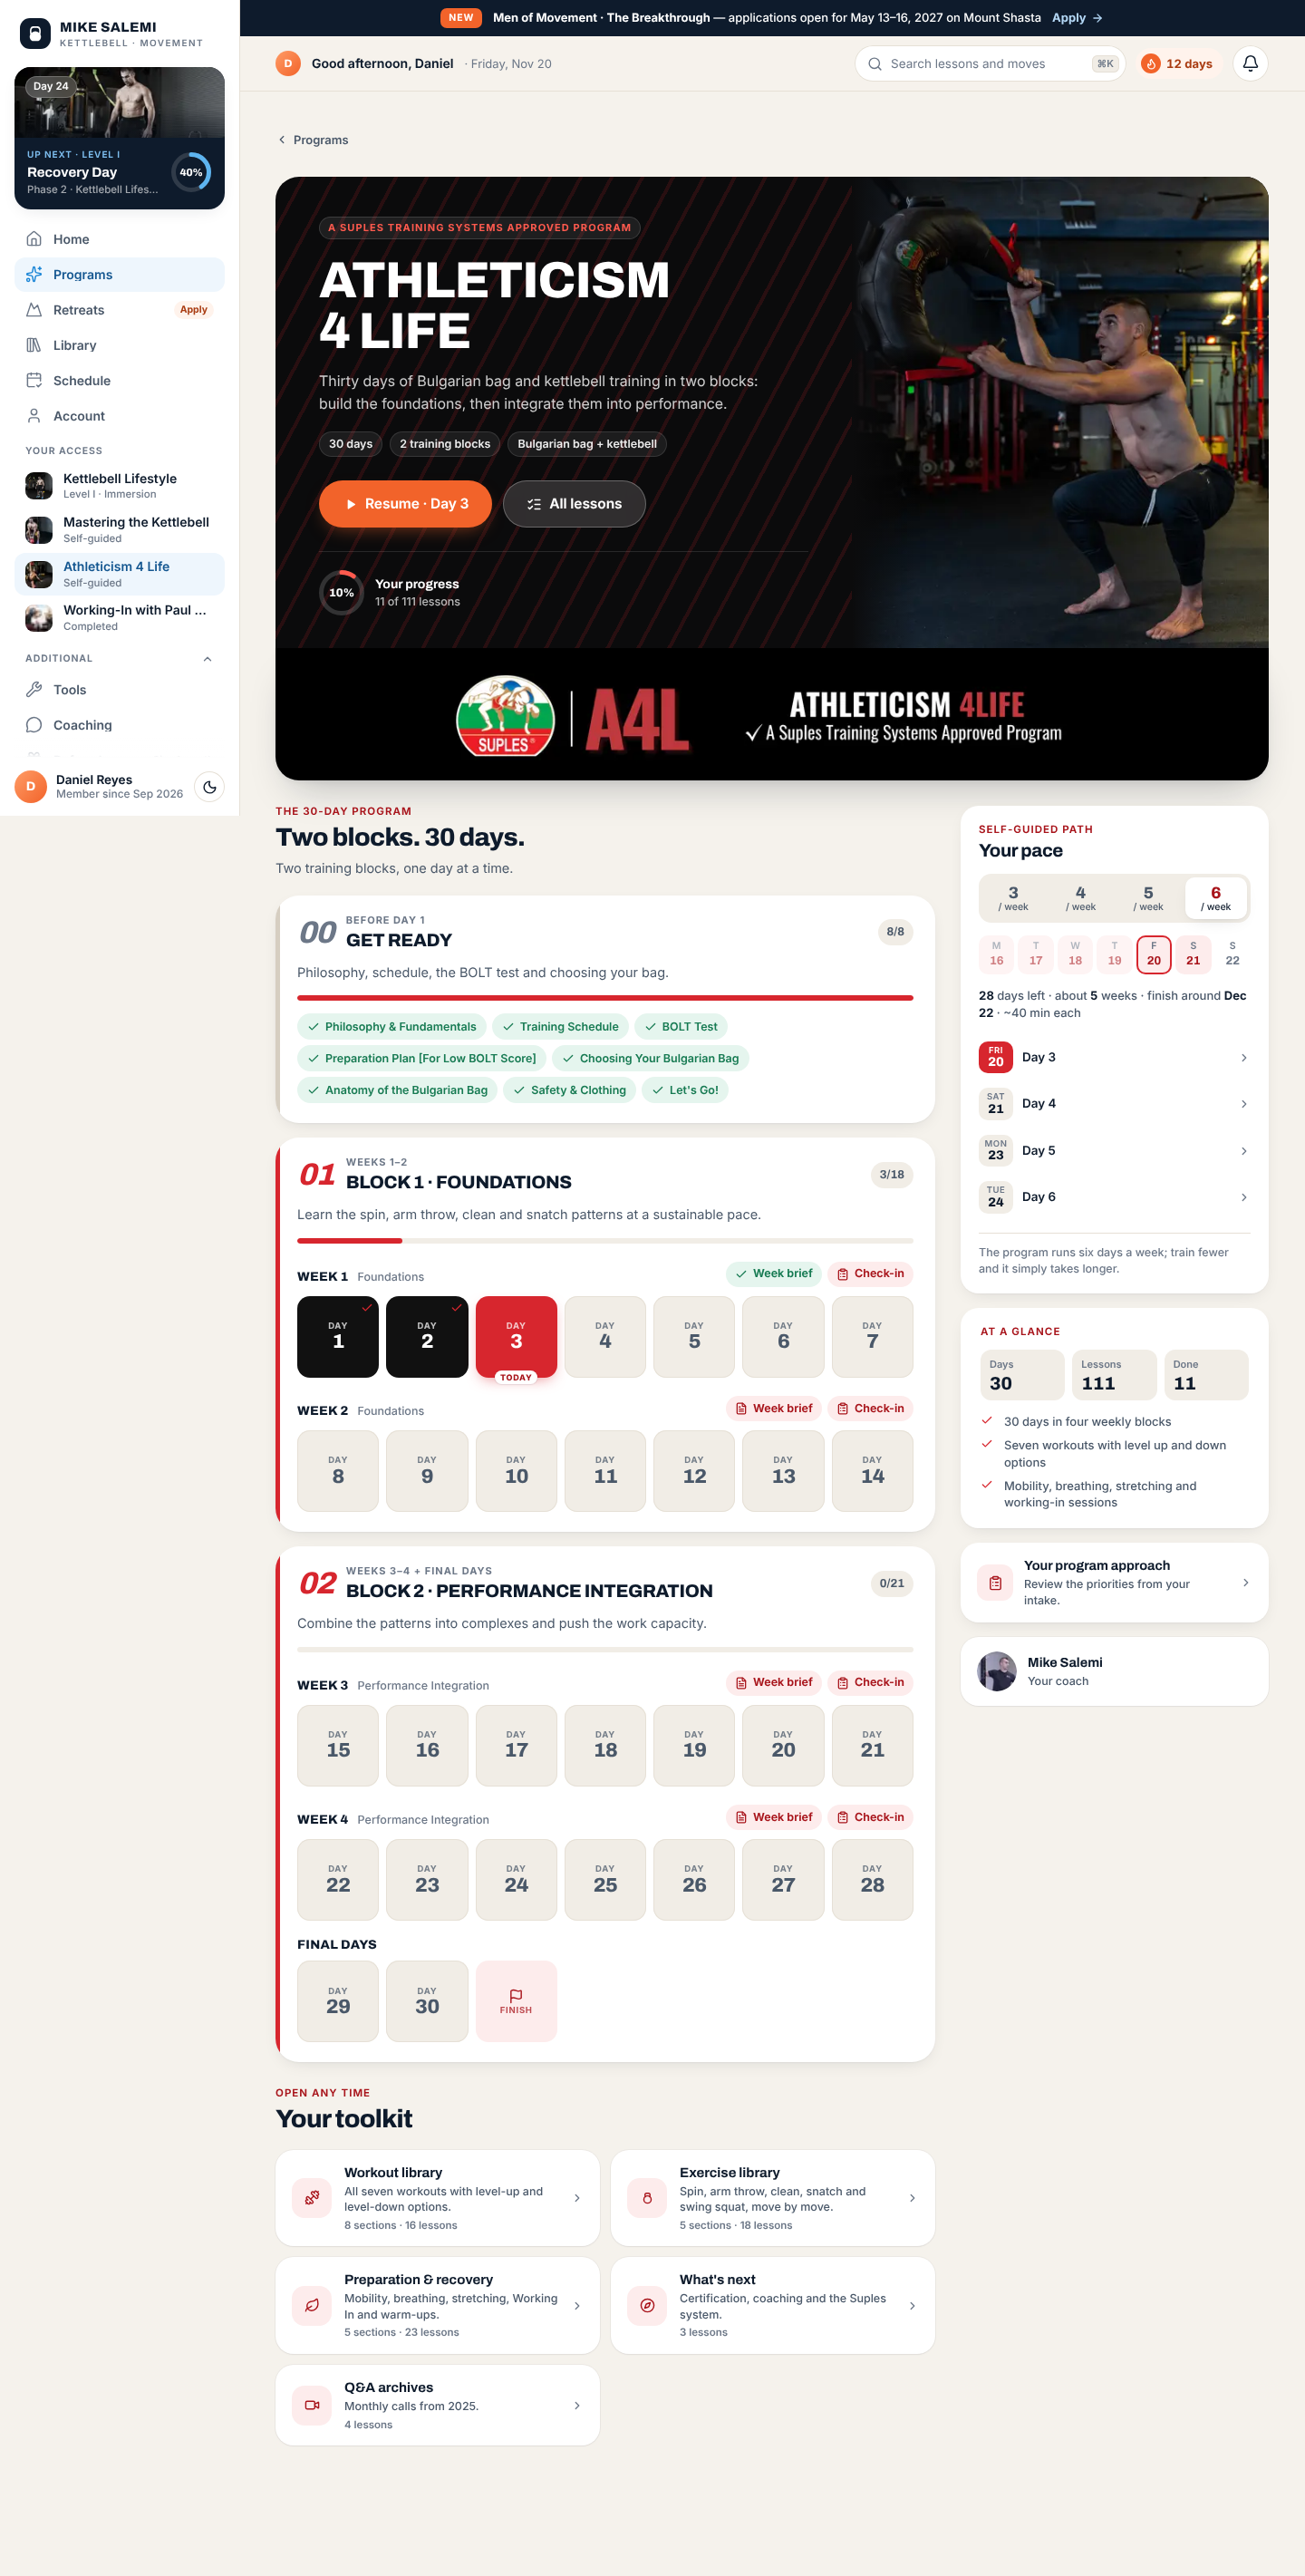 MIKE SALEMI
KETTLEBELL · MOVEMENT
Day 24
UP NEXT · LEVEL I
Recovery Day
Phase 2 · Kettlebell Lifes...
40%
Home
Programs
Retreats
Apply
Library
Schedule
Account
YOUR ACCESS
Kettlebell Lifestyle
Level I · Immersion
Mastering the Kettlebell
Self-guided
Athleticism 4 Life
Self-guided
Working-In with Paul ...
Completed
ADDITIONAL
Tools
Coaching
D
Daniel Reyes
Member since Sep 2026
NEW Men of Movement · The Breakthrough — applications open for May 13–16, 2027 on Mount Shasta Apply →
D Good afternoon, Daniel · Friday, Nov 20
Search lessons and moves ⌘K
12 days
Programs
A SUPLES TRAINING SYSTEMS APPROVED PROGRAM
ATHLETICISM
4 LIFE
Thirty days of Bulgarian bag and kettlebell training in two blocks:
build the foundations, then integrate them into performance.
30 days
2 training blocks
Bulgarian bag + kettlebell
Resume · Day 3
All lessons
10%
Your progress
11 of 111 lessons
SUPLES®
A4L
ATHLETICISM 4LIFE
✓ A Suples Training Systems Approved Program
THE 30-DAY PROGRAM
Two blocks. 30 days.
Two training blocks, one day at a time.
00
BEFORE DAY 1
GET READY
8/8
Philosophy, schedule, the BOLT test and choosing your bag.
Philosophy & Fundamentals
Training Schedule
BOLT Test
Preparation Plan [For Low BOLT Score]
Choosing Your Bulgarian Bag
Anatomy of the Bulgarian Bag
Safety & Clothing
Let's Go!
01
WEEKS 1–2
BLOCK 1 · FOUNDATIONS
3/18
Learn the spin, arm throw, clean and snatch patterns at a sustainable pace.
WEEK 1 Foundations
Week brief
Check-in
DAY 1
DAY 2
DAY 3
TODAY
DAY 4
DAY 5
DAY 6
DAY 7
WEEK 2 Foundations
Week brief
Check-in
DAY 8
DAY 9
DAY 10
DAY 11
DAY 12
DAY 13
DAY 14
02
WEEKS 3–4 + FINAL DAYS
BLOCK 2 · PERFORMANCE INTEGRATION
0/21
Combine the patterns into complexes and push the work capacity.
WEEK 3 Performance Integration
Week brief
Check-in
DAY 15
DAY 16
DAY 17
DAY 18
DAY 19
DAY 20
DAY 21
WEEK 4 Performance Integration
Week brief
Check-in
DAY 22
DAY 23
DAY 24
DAY 25
DAY 26
DAY 27
DAY 28
FINAL DAYS
DAY 29
DAY 30
FINISH
OPEN ANY TIME
Your toolkit
Workout library
All seven workouts with level-up and
level-down options.
8 sections · 16 lessons
Exercise library
Spin, arm throw, clean, snatch and
swing squat, move by move.
5 sections · 18 lessons
Preparation & recovery
Mobility, breathing, stretching, Working
In and warm-ups.
5 sections · 23 lessons
What's next
Certification, coaching and the Suples
system.
3 lessons
Q&A archives
Monthly calls from 2025.
4 lessons
SELF-GUIDED PATH
Your pace
3 / week
4 / week
5 / week
6 / week
M 16
T 17
W 18
T 19
F 20
S 21
S 22
28 days left · about 5 weeks · finish around Dec
22 · ~40 min each
FRI 20 Day 3
SAT 21 Day 4
MON 23 Day 5
TUE 24 Day 6
The program runs six days a week; train fewer
and it simply takes longer.
AT A GLANCE
Days 30
Lessons 111
Done 11
30 days in four weekly blocks
Seven workouts with level up and down
options
Mobility, breathing, stretching and
working-in sessions
Your program approach
Review the priorities from your
intake.
Mike Salemi
Your coach